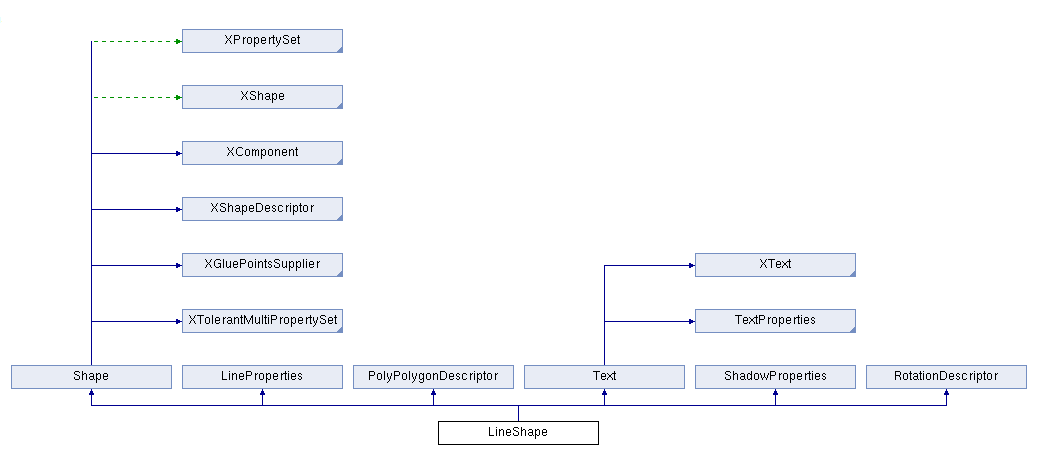 XPropertySet
XShape
XComponent
XShapeDescriptor
XGluePointsSupplier
XText
XTolerantMultiPropertySet
TextProperties
Shape
LineProperties
PolyPolygonDescriptor
Text
ShadowProperties
RotationDescriptor
LineShape